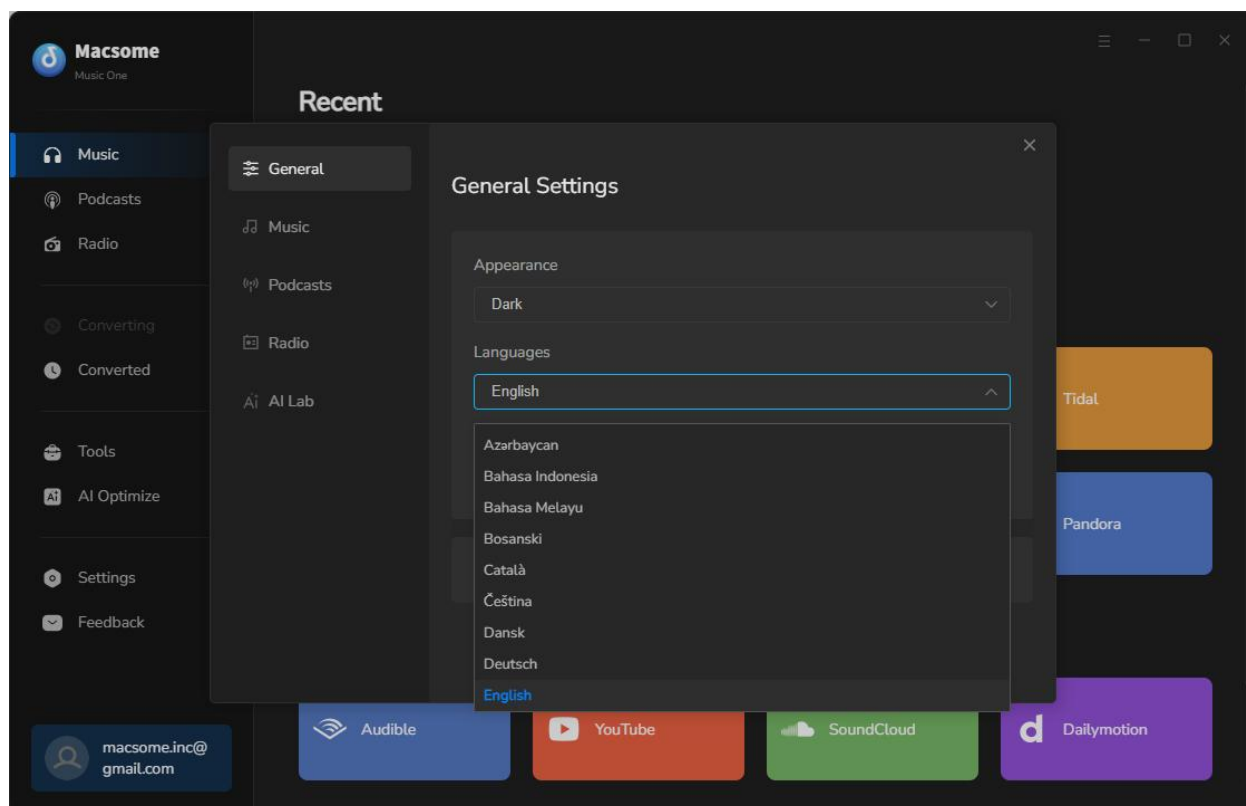 Macsome
Music One
Music
Podcasts
Radio
Converting
Converted
Tools
AI Optimize
Settings
Feedback
macsome.inc@
gmail.com
Recent
General
Music
Podcasts
Radio
AI Lab
General Settings
Appearance
Dark
Languages
English
Azərbaycan
Bahasa Indonesia
Bahasa Melayu
Bosanski
Català
Čeština
Dansk
Deutsch
English
Tidal
Pandora
Audible
YouTube
SoundCloud
Dailymotion